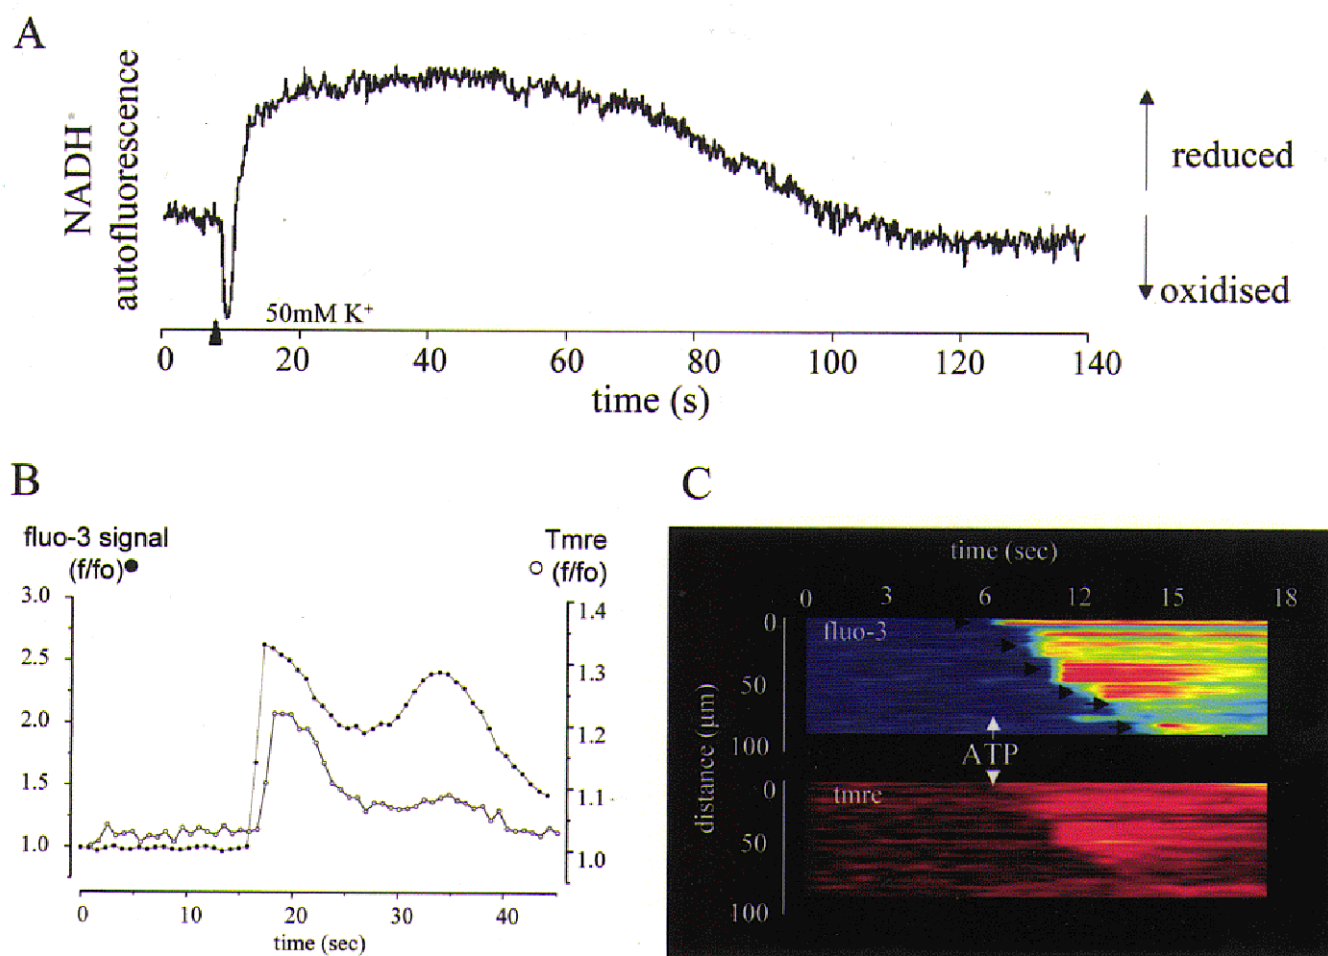 A
NADH
autofluorescence
reduced
oxidised
50mM K⁺
0 20 40 60 80 100 120 140
time (s)
B
fluo-3 signal
(f/fo)●
Tmre
○ (f/fo)
3.0
2.5
2.0
1.5
1.0
1.4
1.3
1.2
1.1
1.0
0 10 20 30 40
time (sec)
C
time (sec)
0 3 6 12 15 18
fluo-3
distance (μm)
0
50
100
ATP
tmre
0
50
100